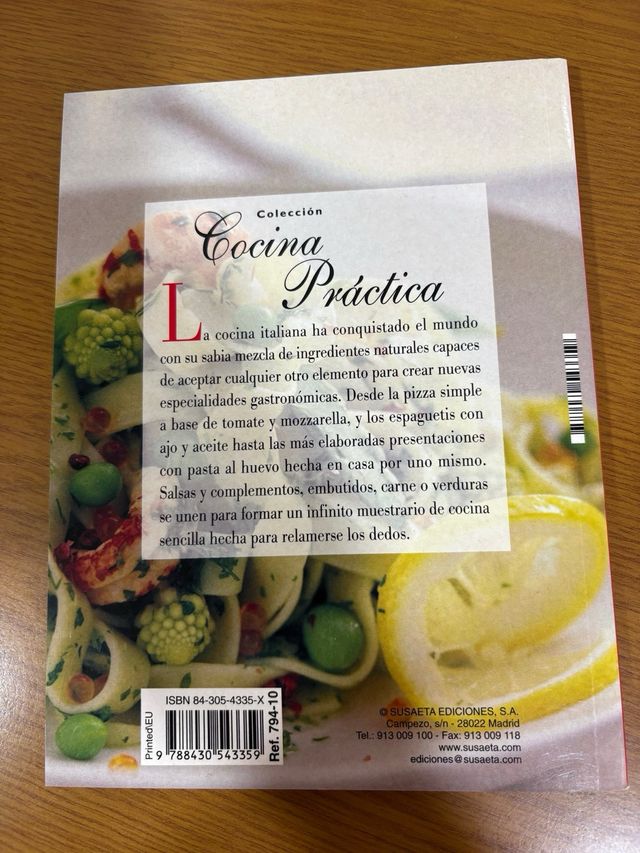 Colección
Cocina
Práctica
La cocina italiana ha conquistado el mundo
con su sabia mezcla de ingredientes naturales capaces
de aceptar cualquier otro elemento para crear nuevas
especialidades gastronómicas. Desde la pizza simple
a base de tomate y mozzarella, y los espaguetis con
ajo y aceite hasta las más elaboradas presentaciones
con pasta al huevo hecha en casa por uno mismo.
Salsas y complementos, embutidos, carne o verduras
se unen para formar un infinito muestrario de cocina
sencilla hecha para relamerse los dedos.
Printed\EU
ISBN 84-305-4335-X
9 788430 543359
Ref. 794-10
© SUSAETA EDICIONES, S.A.
Campezo, s/n - 28022 Madrid
Tel.: 913 009 100 - Fax: 913 009 118
www.susaeta.com
ediciones@susaeta.com